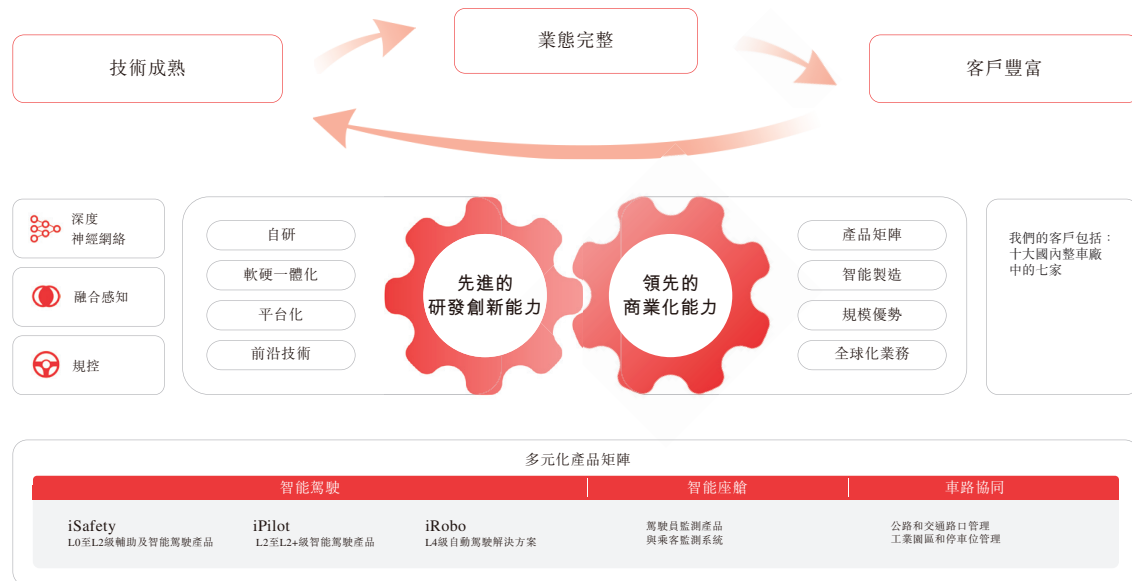 技術成熟
業態完整
客戶豐富
深度
神經網絡
融合感知
規控
自研
軟硬一體化
平台化
前沿技術
先進的
研發創新能力
領先的
商業化能力
產品矩陣
智能製造
規模優勢
全球化業務
我們的客戶包括：
十大國內整車廠
中的七家
多元化產品矩陣
智能駕駛
智能座艙
車路協同
iSafety
L0至L2級輔助及智能駕駛產品
iPilot
L2至L2+級智能駕駛產品
iRobo
L4級自動駕駛解決方案
駕駛員監測產品
與乘客監測系統
公路和交通路口管理
工業園區和停車位管理